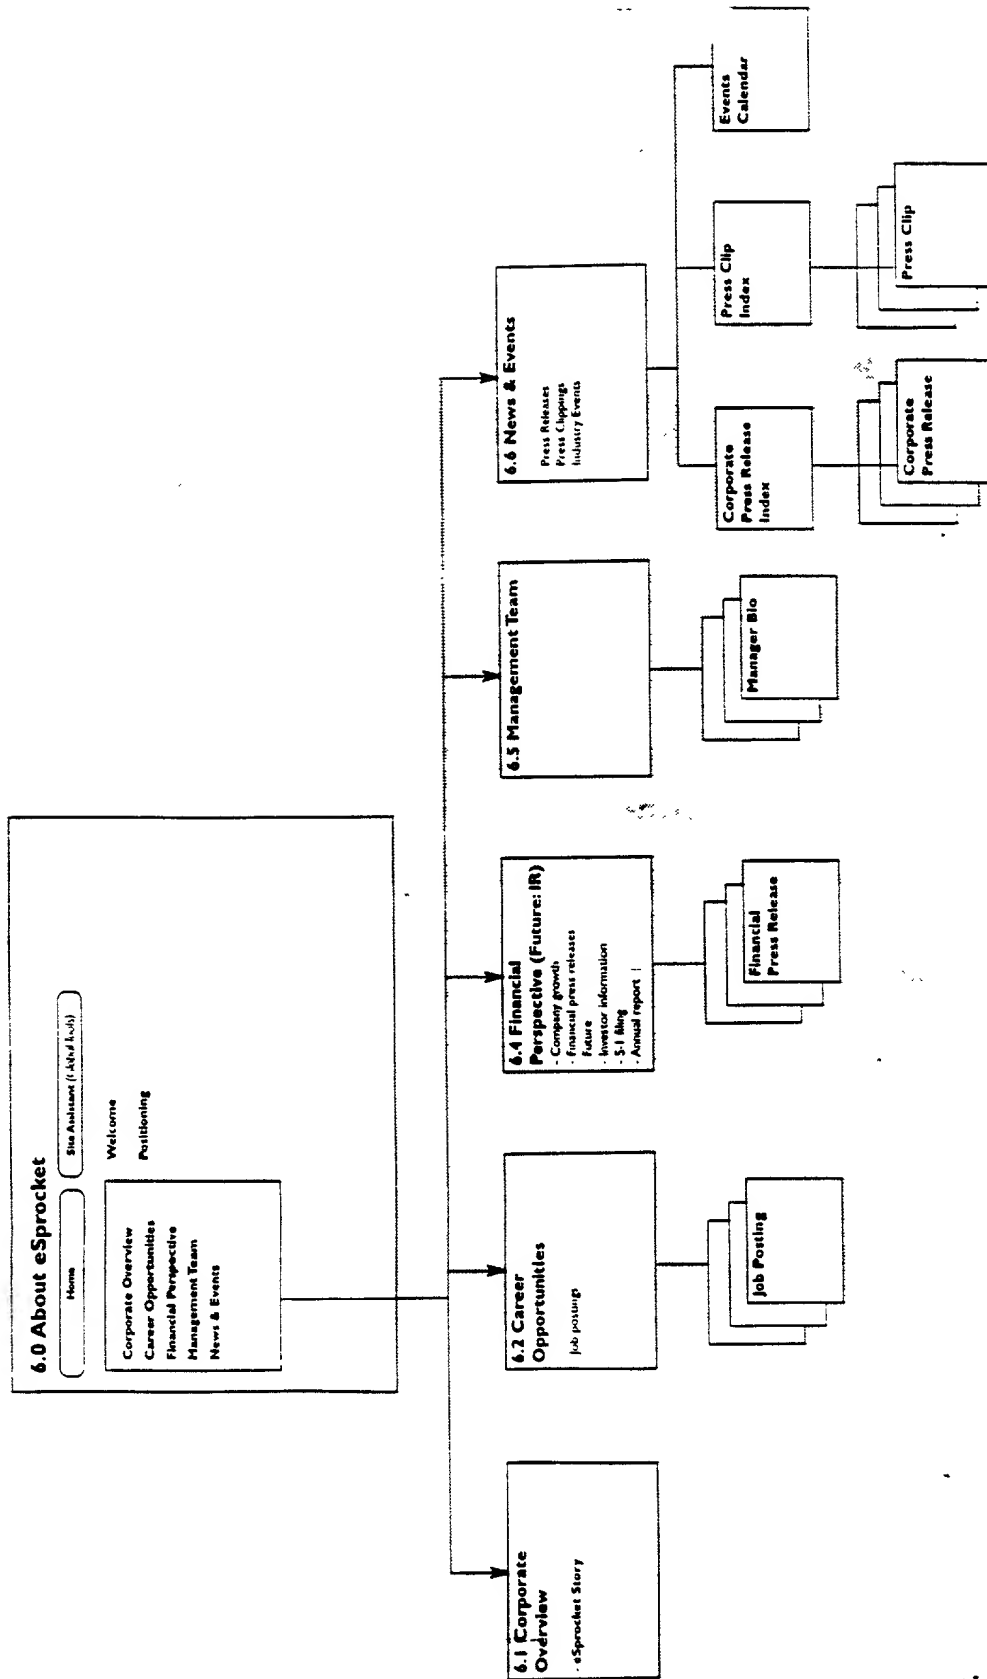 6.0 About eSprocket
Home
Site Assistant (Global Tools)
Corporate Overview
Career Opportunities
Financial Perspective
Management Team
News & Events
Welcome
Positioning
6.1 Corporate
Overview
- eSprocket Story
6.2 Career
Opportunities
Job postings
Job Posting
6.4 Financial
Perspective (Future: IR)
- Company growth
- Financial press releases
Future
- Investor information
- S-1 filing
- Annual report
Financial
Press Release
6.5 Management Team
Manager Bio
6.6 News & Events
Press Releases
Press Clippings
Industry Events
Corporate
Press Release
Index
Corporate
Press Release
Press Clip
Index
Press Clip
Events
Calendar